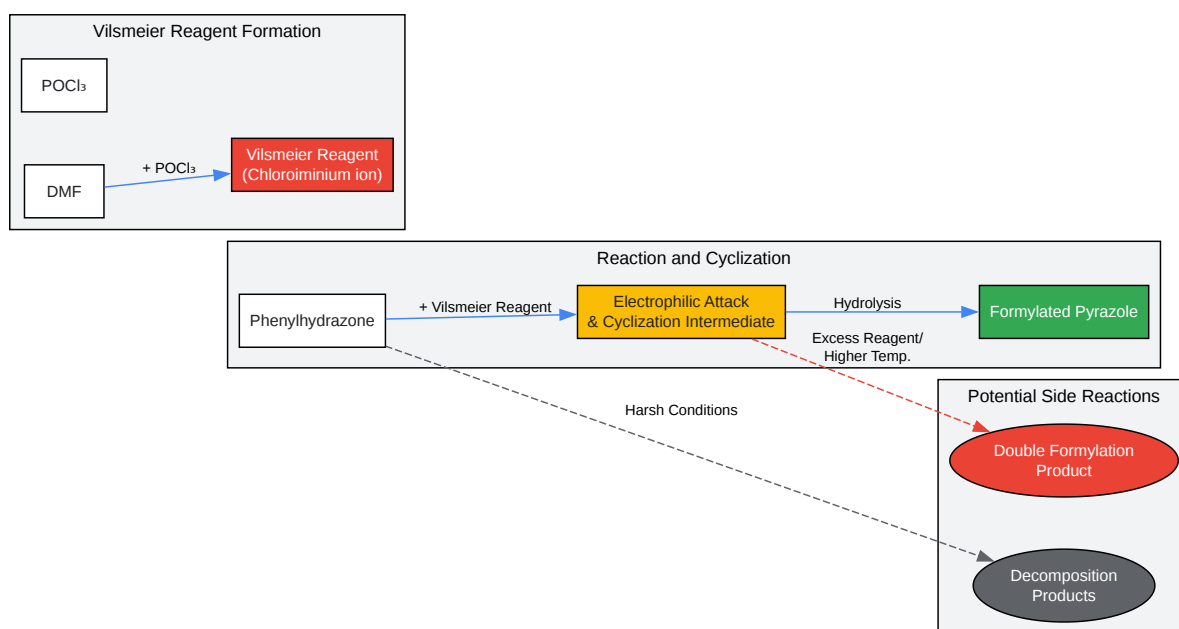 Vilsmeier Reagent Formation
POCl₃
DMF
+ POCl₃
Vilsmeier Reagent
(Chloroiminium ion)
Reaction and Cyclization
Phenylhydrazone
+ Vilsmeier Reagent
Electrophilic Attack
& Cyclization Intermediate
Hydrolysis
Formylated Pyrazole
Excess Reagent/
Higher Temp.
Harsh Conditions
Potential Side Reactions
Double Formylation
Product
Decomposition
Products